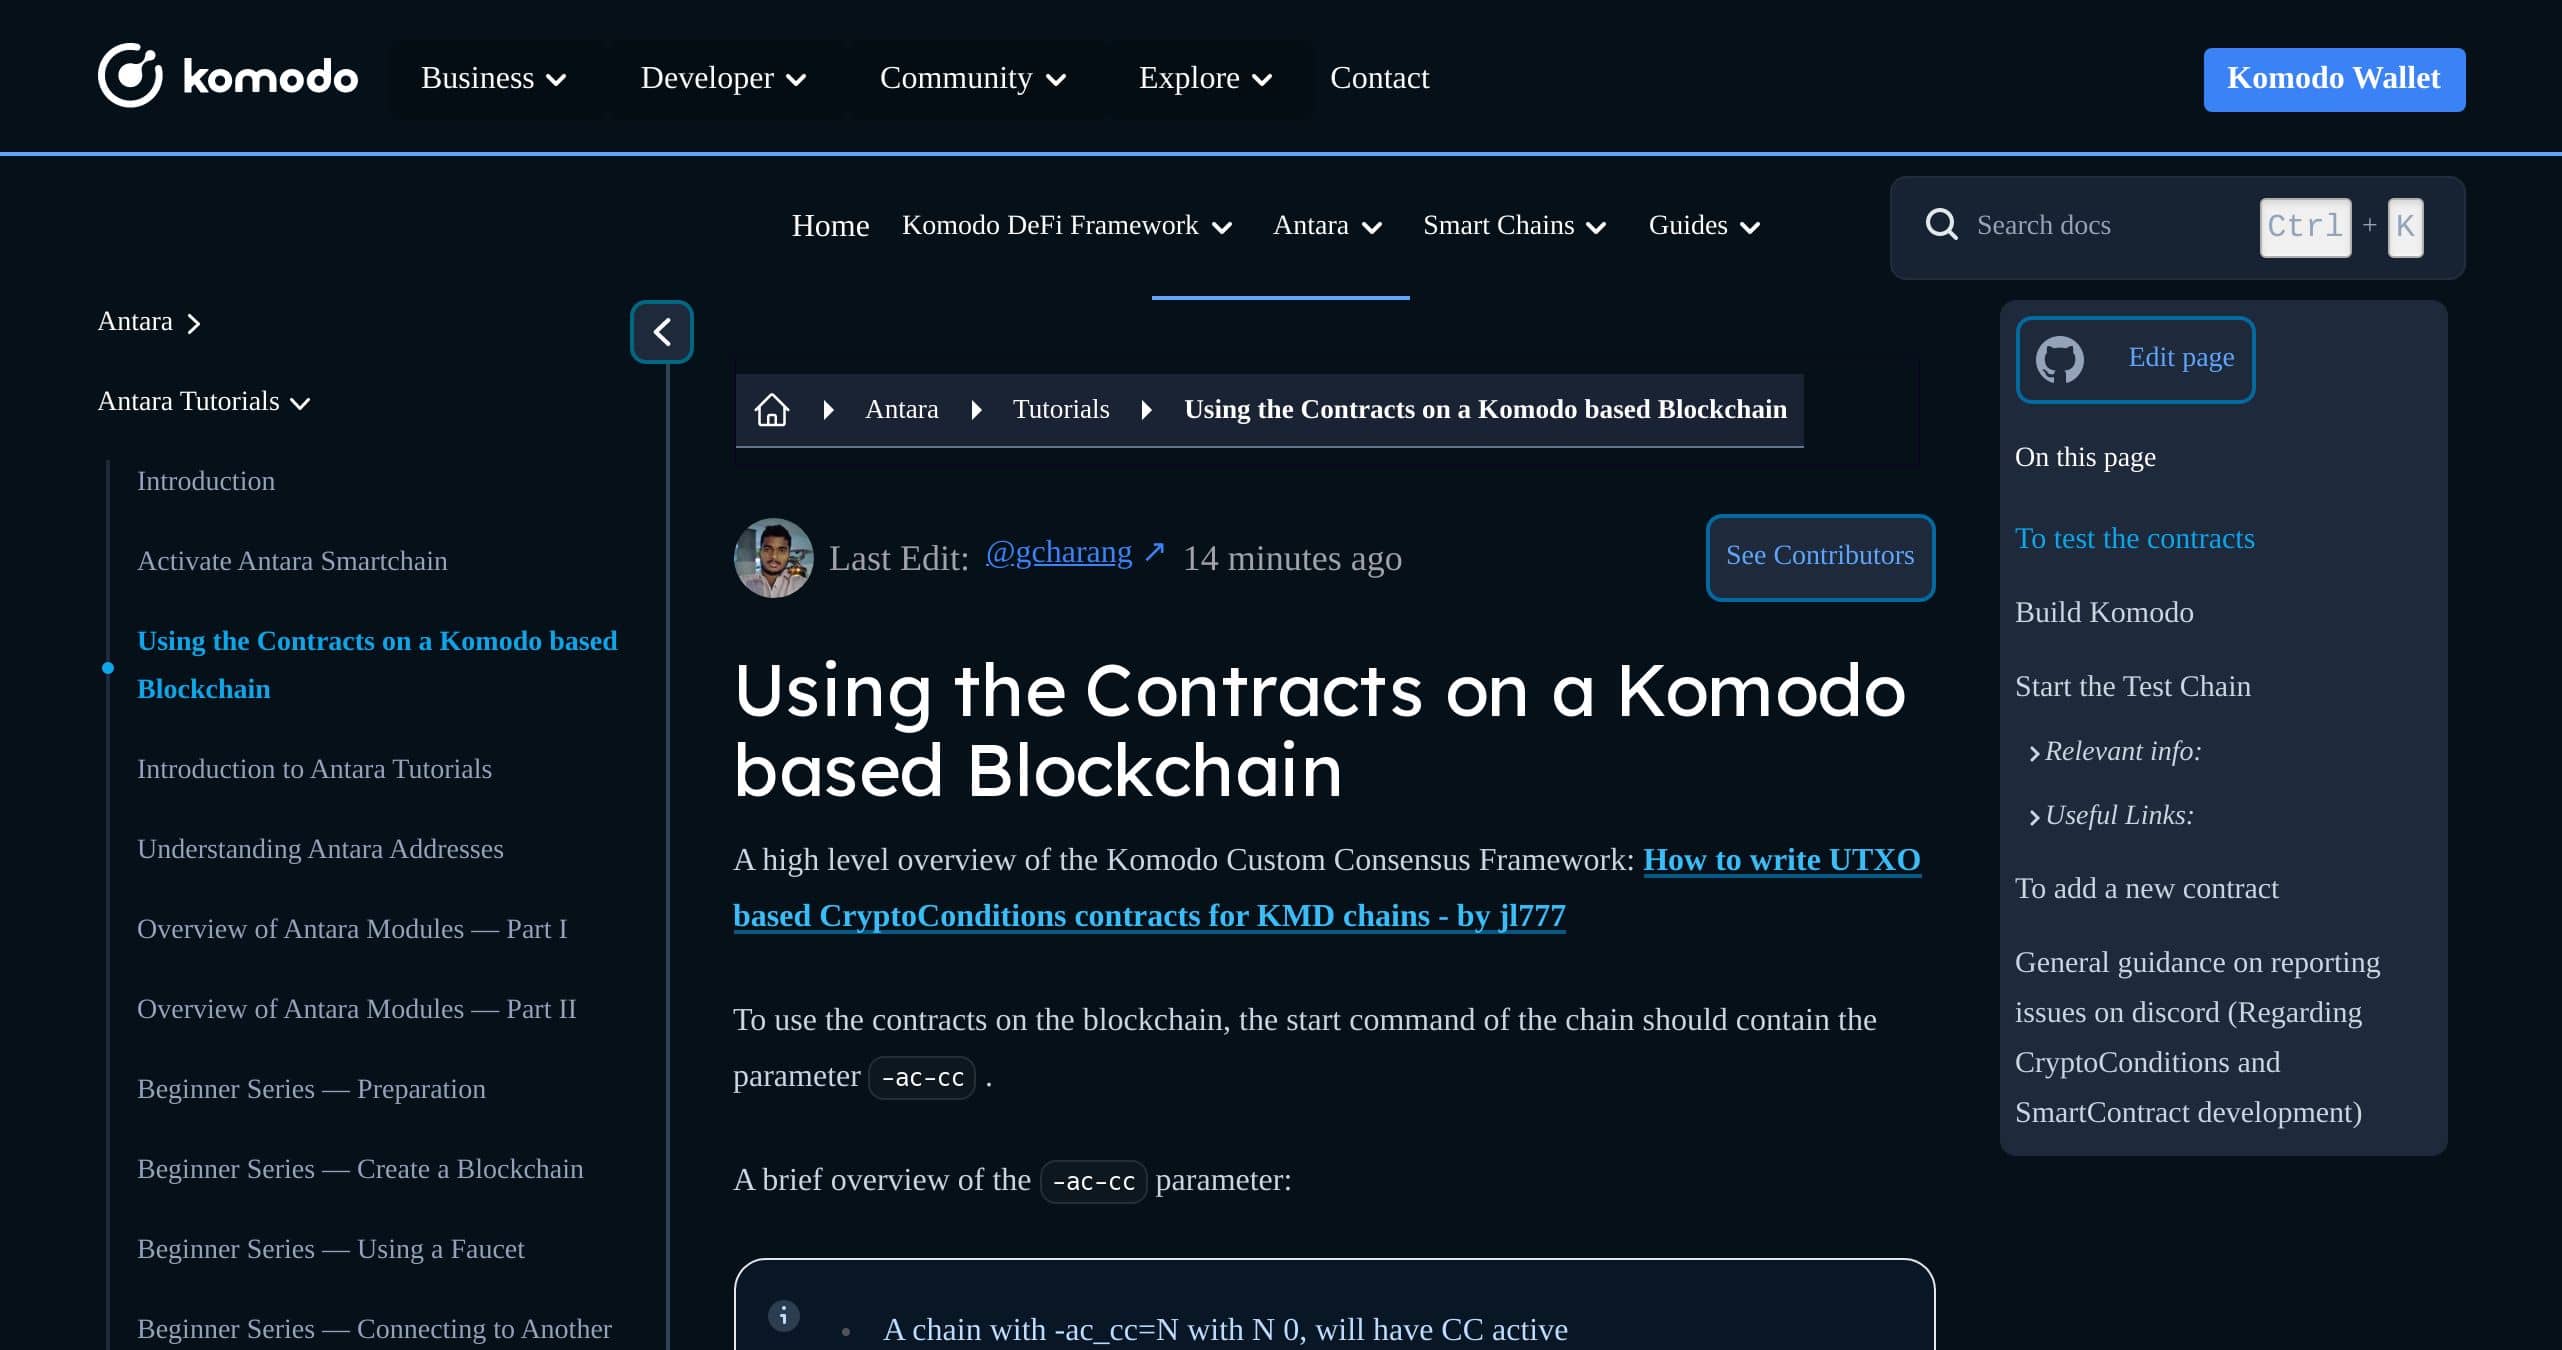 komodo Business Developer Community Explore Contact Komodo Wallet
Home Komodo DeFi Framework Antara Smart Chains Guides Search docs Ctrl + K
Antara
Antara Tutorials
Introduction
Activate Antara Smartchain
Using the Contracts on a Komodo based
Blockchain
Introduction to Antara Tutorials
Understanding Antara Addresses
Overview of Antara Modules — Part I
Overview of Antara Modules — Part II
Beginner Series — Preparation
Beginner Series — Create a Blockchain
Beginner Series — Using a Faucet
Beginner Series — Connecting to Another
Antara Tutorials Using the Contracts on a Komodo based Blockchain
Last Edit: @gcharang ↗ 14 minutes ago See Contributors
Using the Contracts on a Komodo
based Blockchain
A high level overview of the Komodo Custom Consensus Framework: How to write UTXO
based CryptoConditions contracts for KMD chains - by jl777
To use the contracts on the blockchain, the start command of the chain should contain the
parameter -ac-cc .
A brief overview of the -ac-cc parameter:
• A chain with -ac_cc=N with N 0, will have CC active
Edit page
On this page
To test the contracts
Build Komodo
Start the Test Chain
Relevant info:
Useful Links:
To add a new contract
General guidance on reporting
issues on discord (Regarding
CryptoConditions and
SmartContract development)